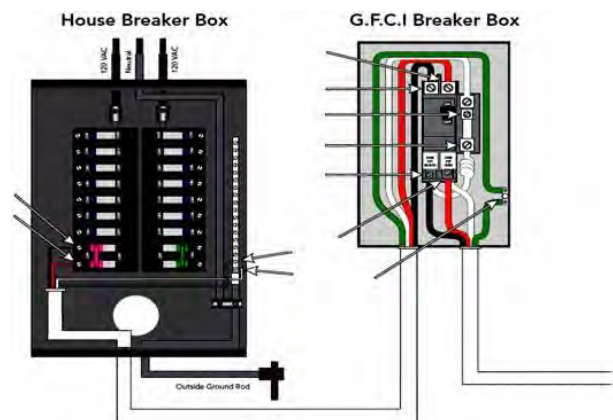 House Breaker Box
G.F.C.I Breaker Box
120 VAC
Neutral
120 VAC
Outside Ground Rod